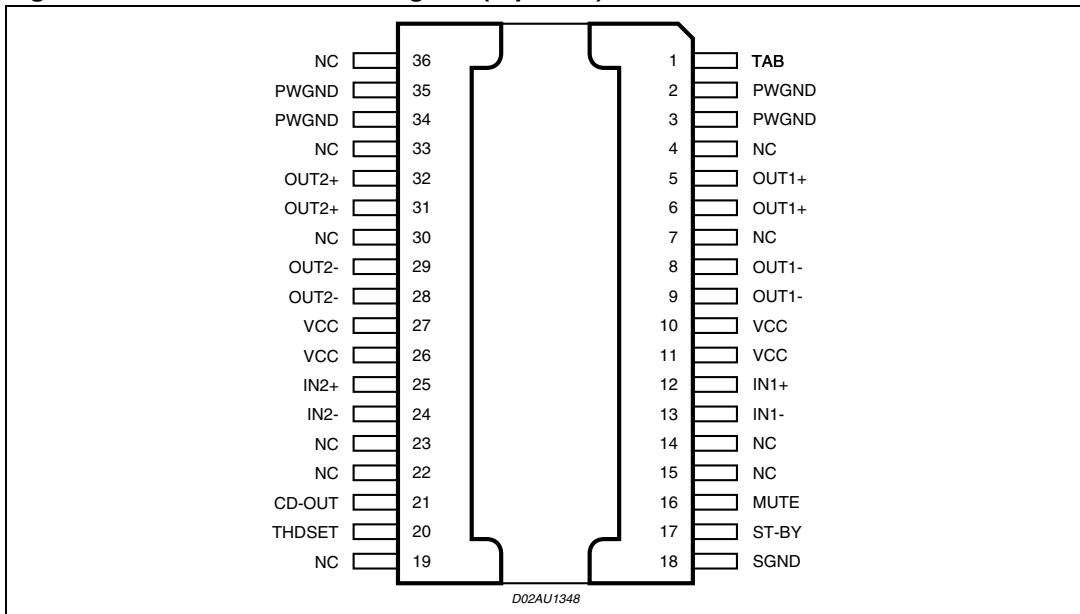 NC 36 1 TAB
PWGND 35 2 PWGND
PWGND 34 3 PWGND
NC 33 4 NC
OUT2+ 32 5 OUT1+
OUT2+ 31 6 OUT1+
NC 30 7 NC
OUT2- 29 8 OUT1-
OUT2- 28 9 OUT1-
VCC 27 10 VCC
VCC 26 11 VCC
IN2+ 25 12 IN1+
IN2- 24 13 IN1-
NC 23 14 NC
NC 22 15 NC
CD-OUT 21 16 MUTE
THDSET 20 17 ST-BY
NC 19 18 SGND
D02AU1348